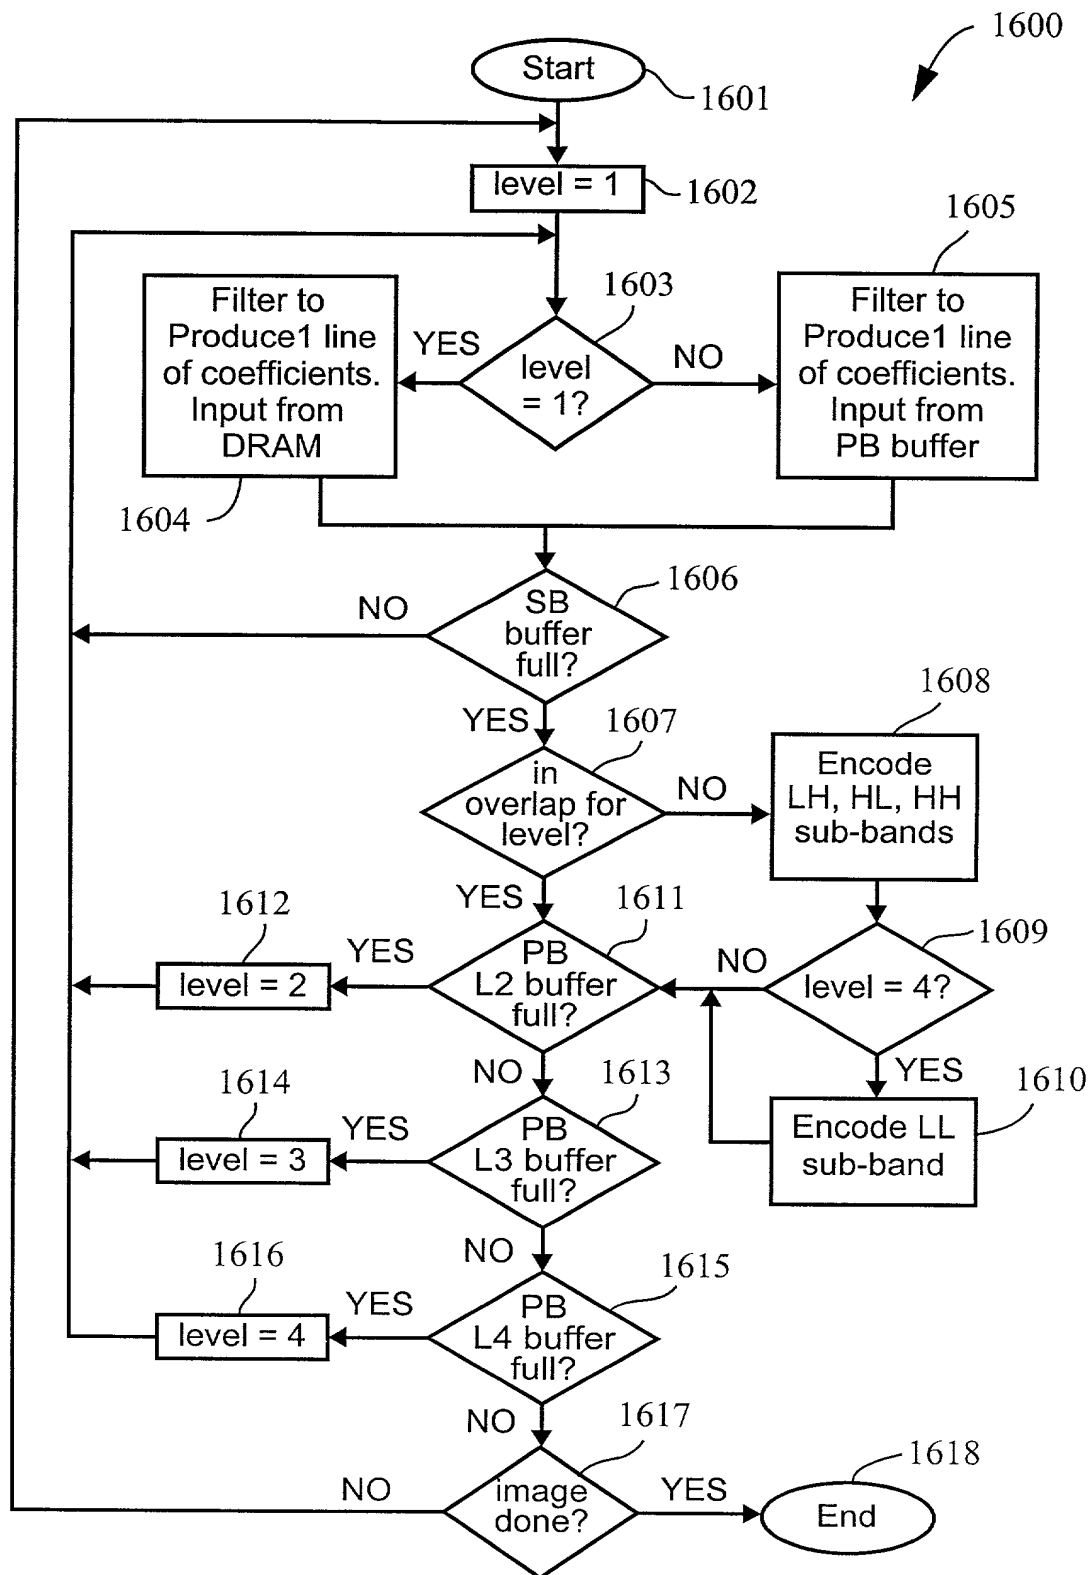 1600
Start
1601
level = 1
1602
1605
Filter to
Produce1 line
of coefficients.
Input from
DRAM
1604
YES
1603
level
= 1?
NO
Filter to
Produce1 line
of coefficients.
Input from
PB buffer
1606
NO
SB
buffer
full?
YES
1607
1608
in
overlap for
level?
NO
Encode
LH, HL, HH
sub-bands
YES
1612
1611
1609
level = 2
YES
PB
L2 buffer
full?
NO
level = 4?
NO
YES
1614
1613
1610
level = 3
YES
PB
L3 buffer
full?
Encode LL
sub-band
NO
1616
1615
level = 4
YES
PB
L4 buffer
full?
NO
1617
1618
NO
image
done?
YES
End